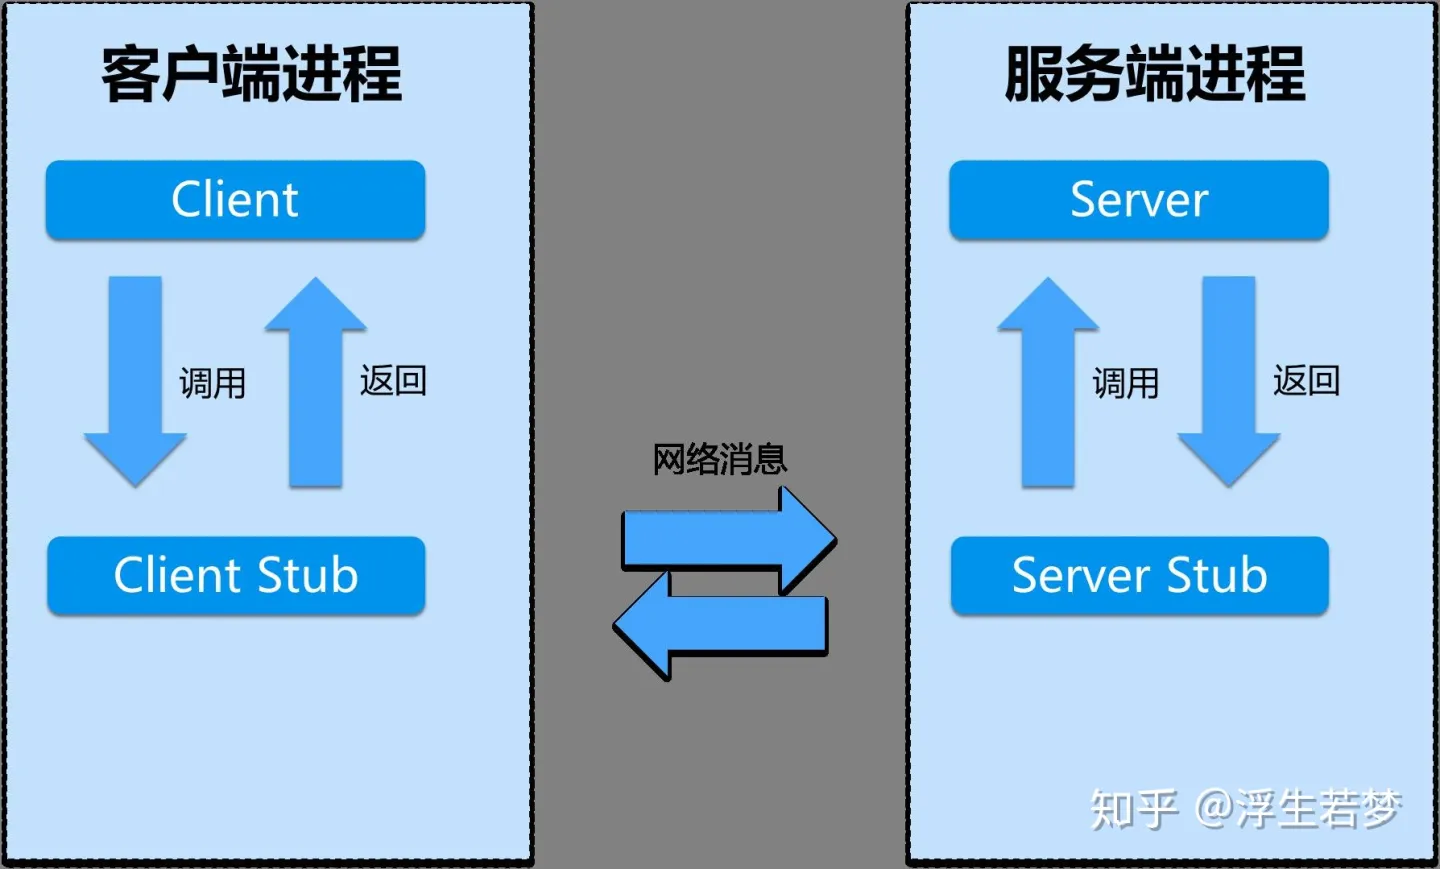 客户端进程
Client
调用
返回
Client Stub
网络消息
服务端进程
Server
调用
返回
Server Stub
知乎 @浮生若梦